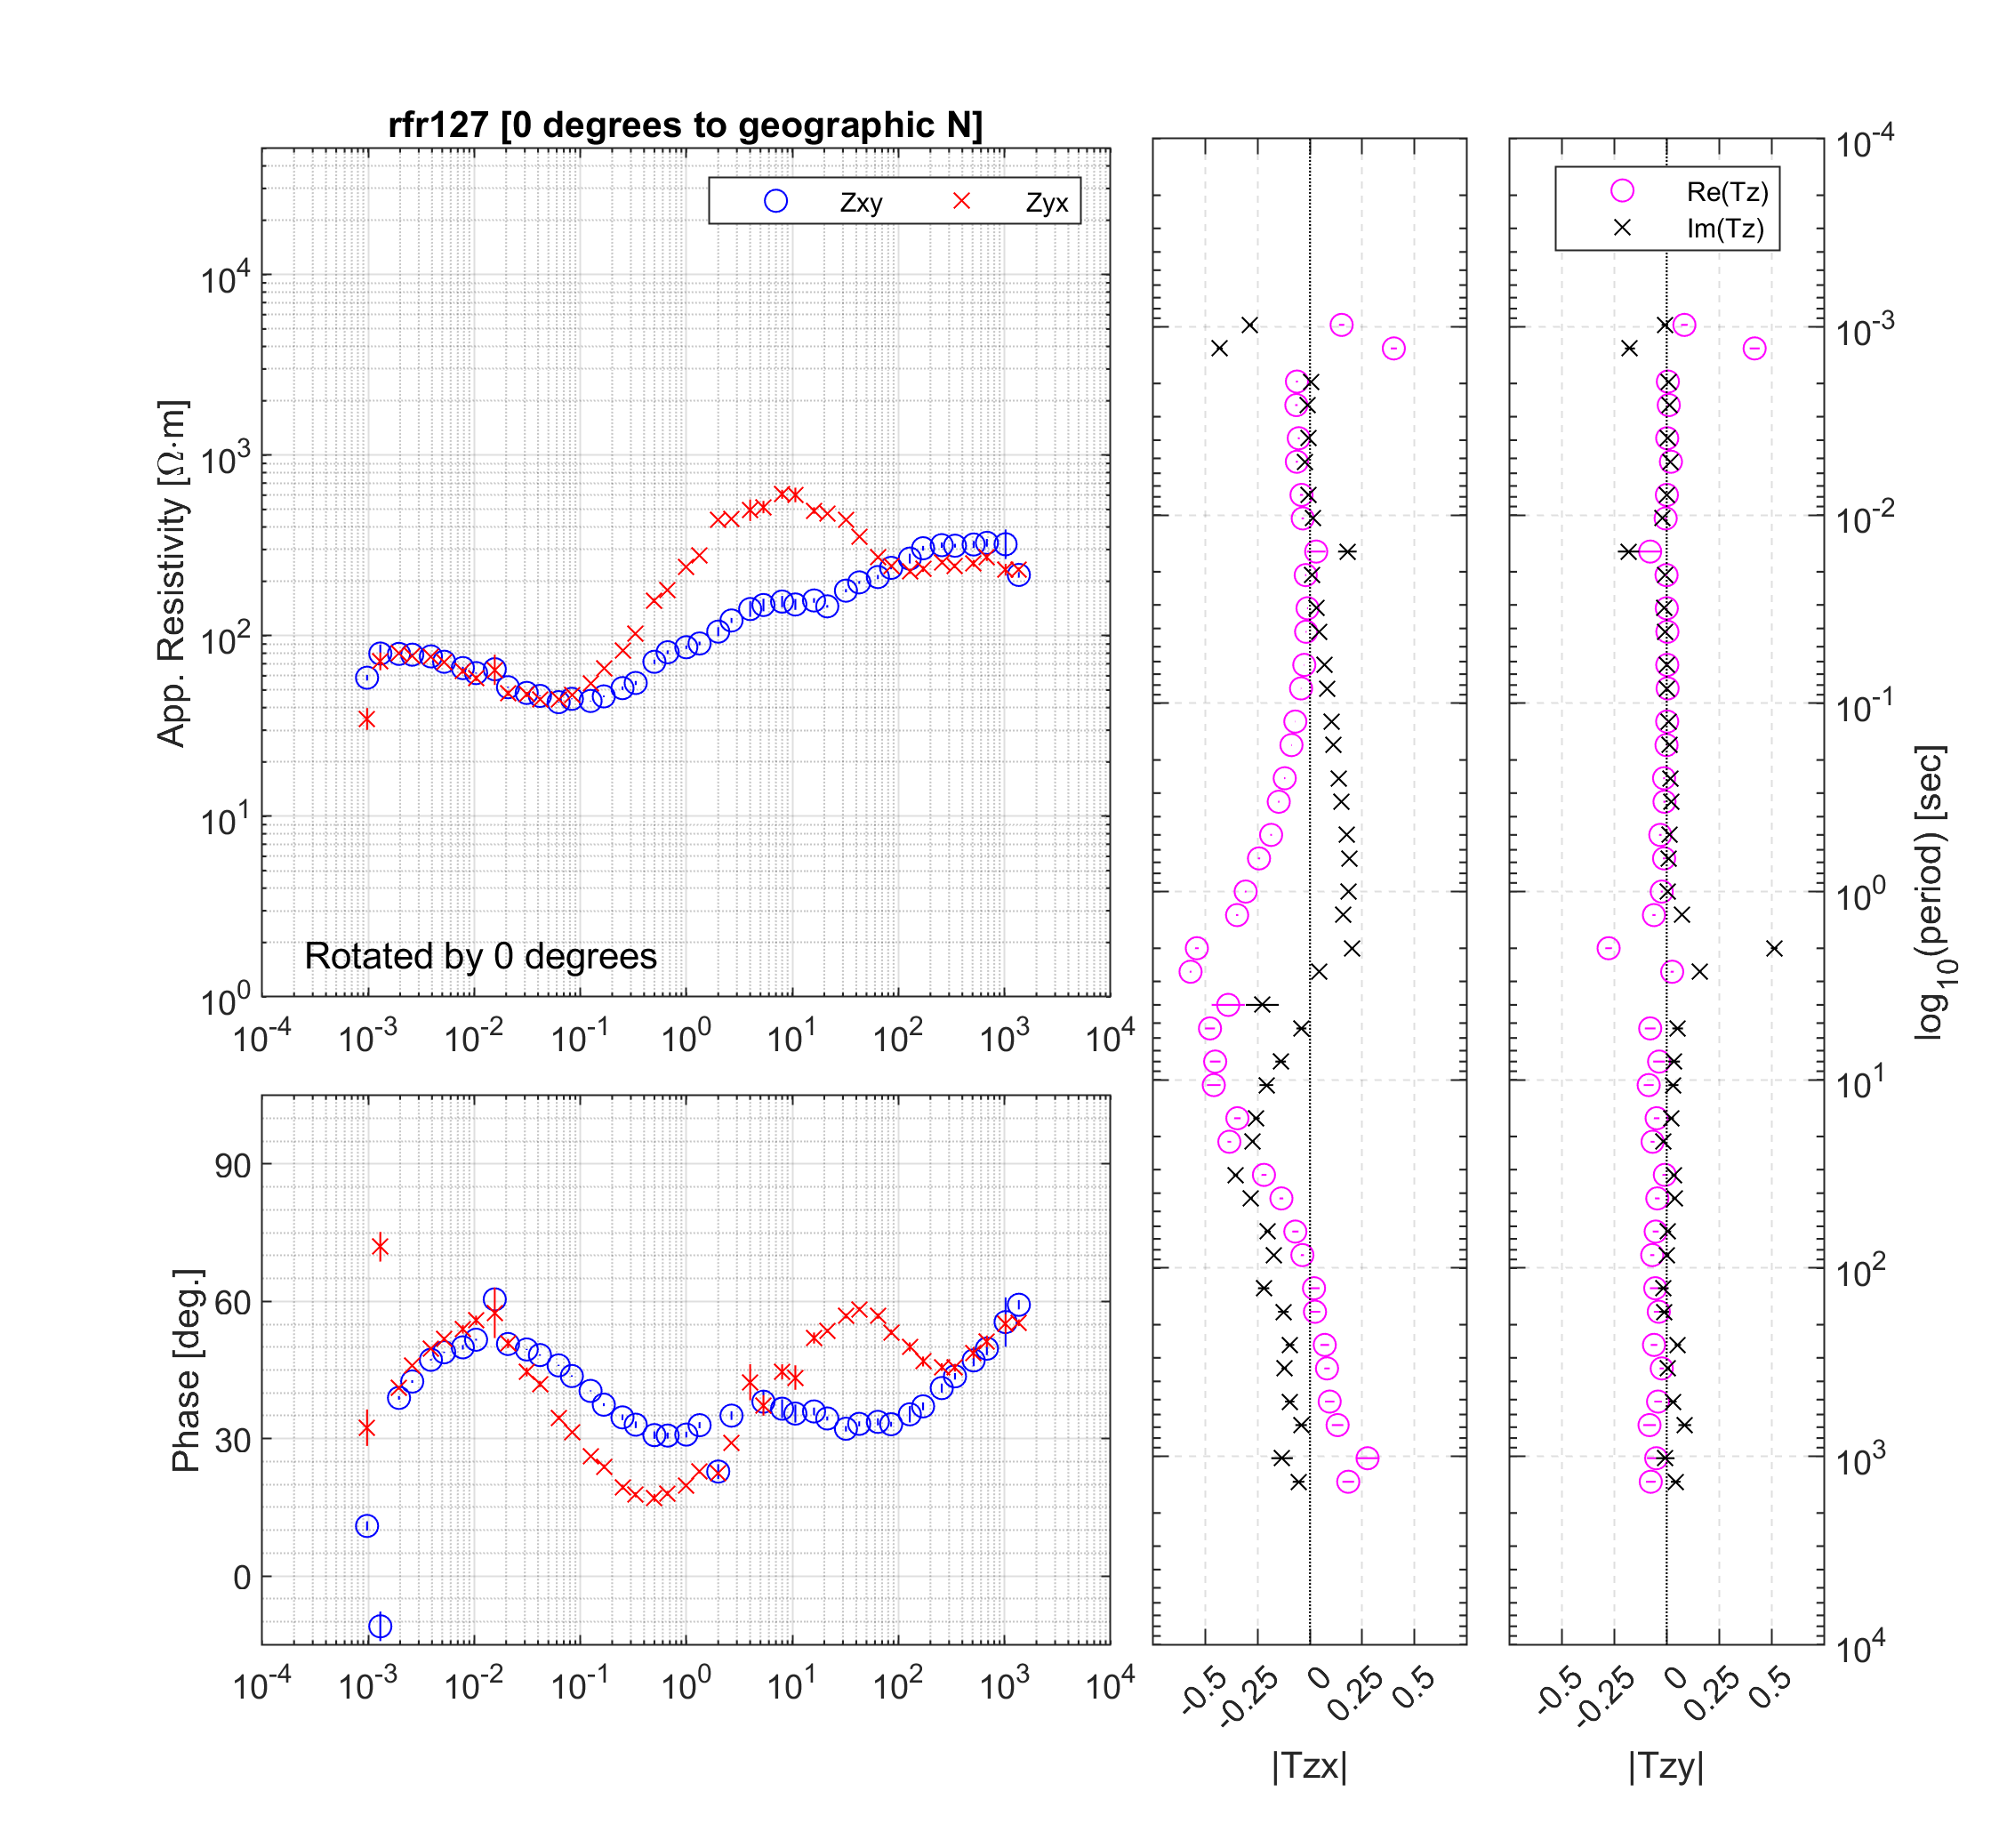 rfr127 [0 degrees to geographic N]
Zxy Zyx
App. Resistivity [Ω·m]
10^4
10^3
10^2
10^1
10^0
Rotated by 0 degrees
10^-4 10^-3 10^-2 10^-1 10^0 10^1 10^2 10^3 10^4
Phase [deg.]
90
60
30
0
10^-4 10^-3 10^-2 10^-1 10^0 10^1 10^2 10^3 10^4
-0.5 -0.25 0 0.25 0.5
|Tzx|
Re(Tz)
Im(Tz)
-0.5 -0.25 0 0.25 0.5
|Tzy|
10^-4
10^-3
10^-2
10^-1
10^0
10^1
10^2
10^3
10^4
log10(period) [sec]